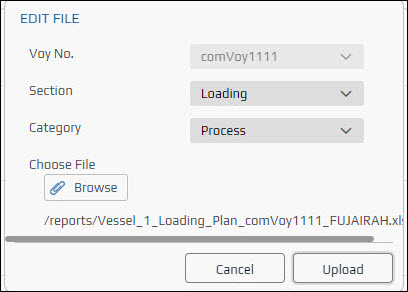 EDIT FILE
Voy No. comVoy1111
Section Loading
Category Process
Choose File
Browse
/reports/Vessel_1_Loading_Plan_comVoy1111_FUJAIRAH.xls
Cancel Upload